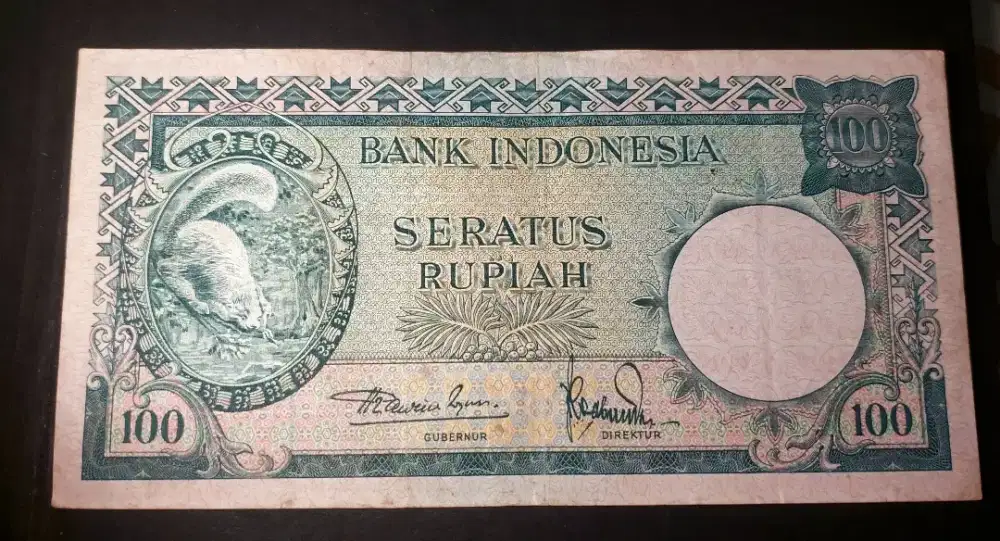 BANK INDONESIA
100
SERATUS
RUPIAH
100
GUBERNUR
DIREKTUR
100